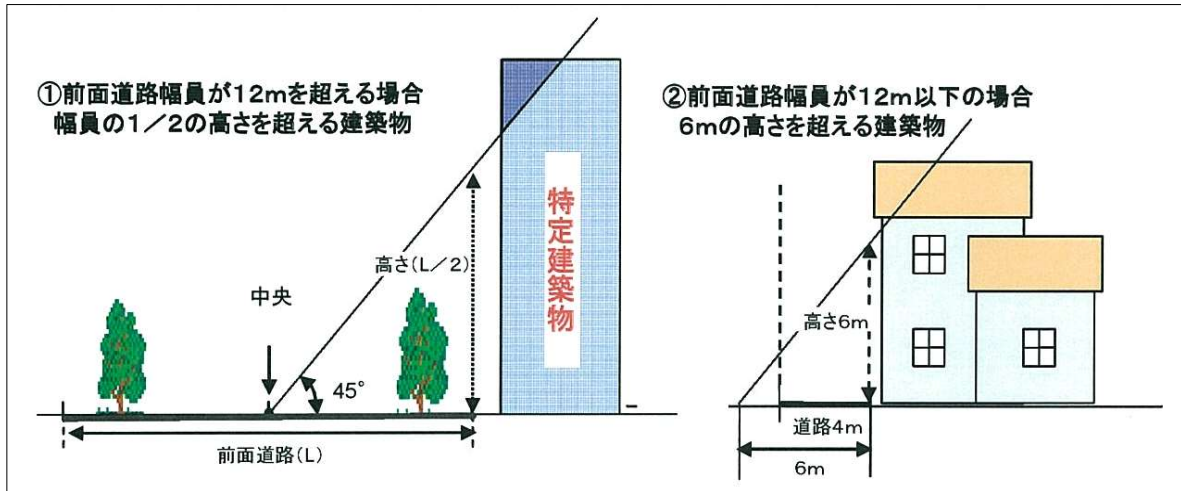 ①前面道路幅員が12mを超える場合
幅員の1/2の高さを超える建築物
特定建築物
高さ(L/2)
中央
45°
前面道路(L)
②前面道路幅員が12m以下の場合
6mの高さを超える建築物
高さ6m
道路4m
6m